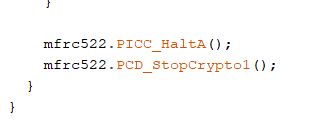 }
mfrc522.PICC_HaltA();
mfrc522.PCD_StopCrypto1();
}
}